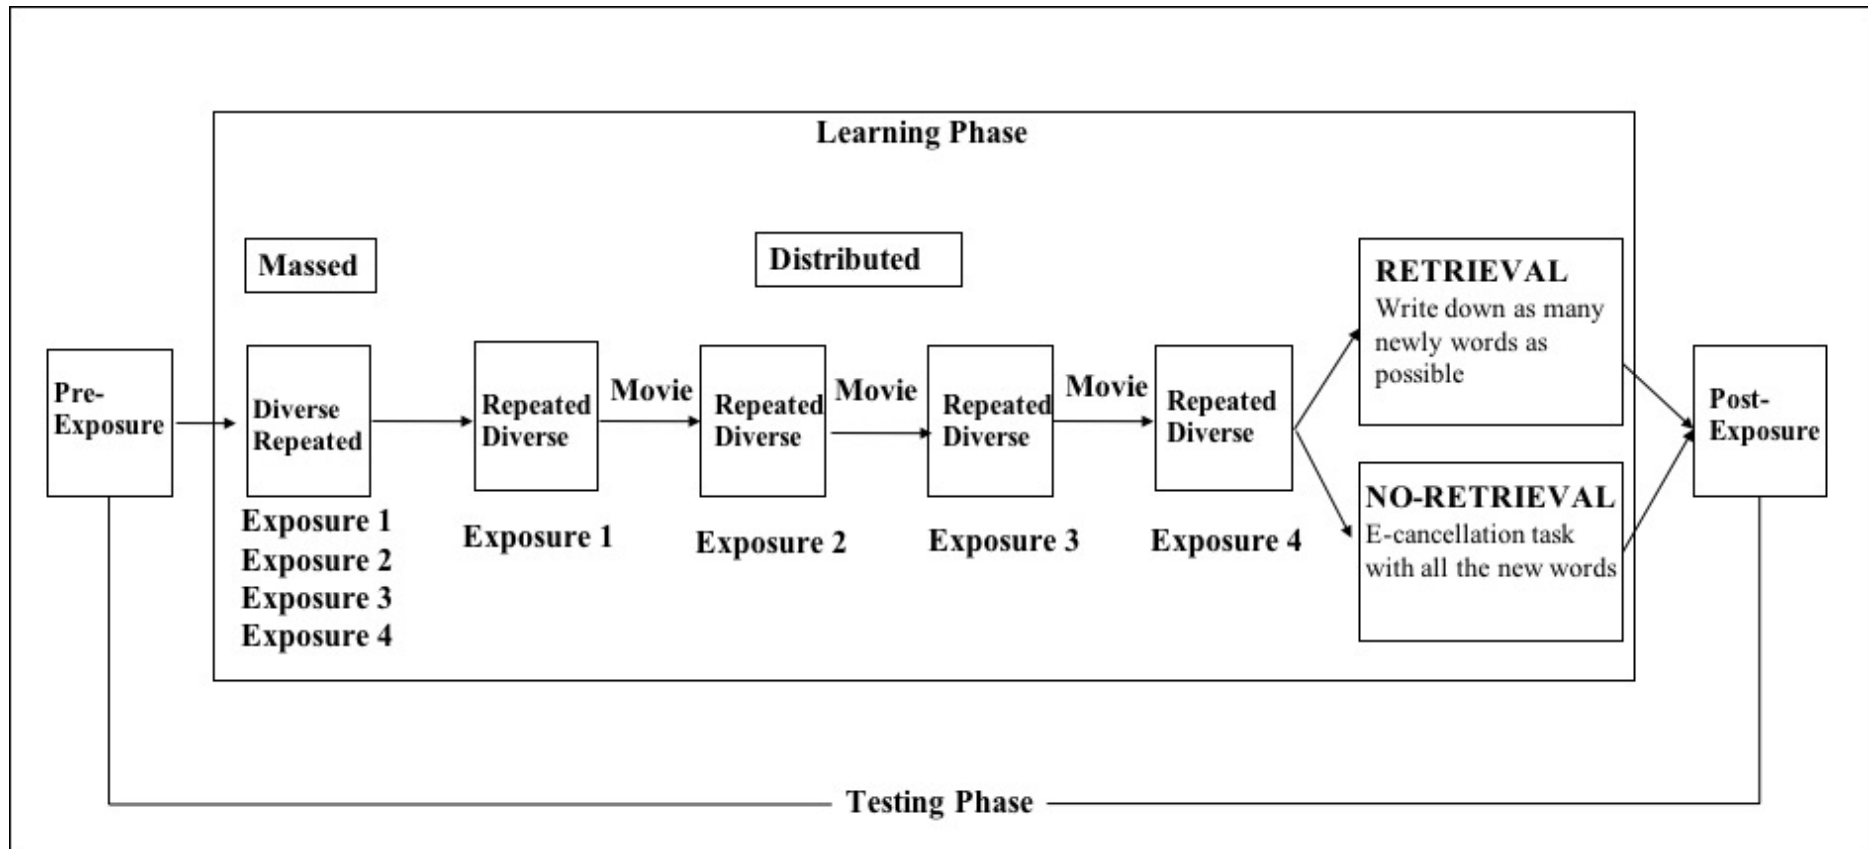 Learning Phase
Massed
Distributed
Pre-
Exposure
Diverse
Repeated
Exposure 1
Exposure 2
Exposure 3
Exposure 4
Repeated
Diverse
Exposure 1
Movie
Repeated
Diverse
Exposure 2
Movie
Repeated
Diverse
Exposure 3
Movie
Repeated
Diverse
Exposure 4
RETRIEVAL
Write down as many
newly words as
possible
NO-RETRIEVAL
E-cancellation task
with all the new words
Post-
Exposure
Testing Phase